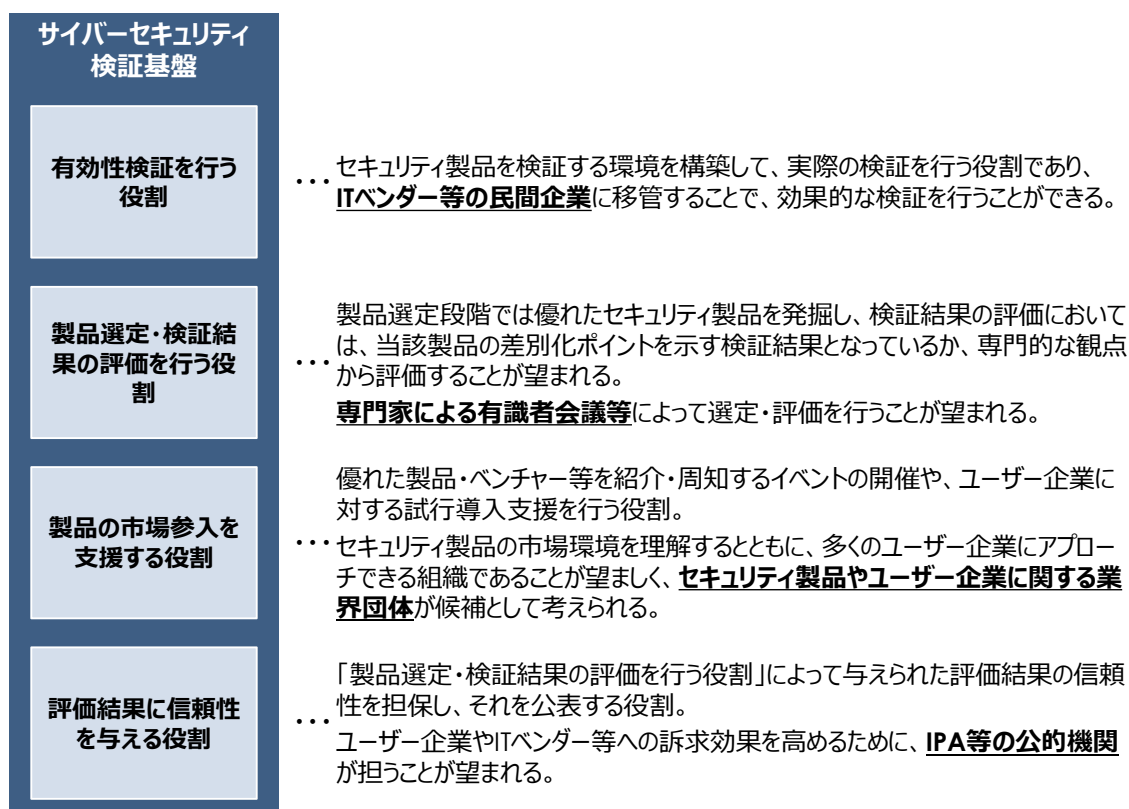 サイバーセキュリティ
検証基盤
有効性検証を行う
役割
…セキュリティ製品を検証する環境を構築して、実際の検証を行う役割であり、
ITベンダー等の民間企業に移管することで、効果的な検証を行うことができる。
製品選定・検証結
果の評価を行う役
割
製品選定段階では優れたセキュリティ製品を発掘し、検証結果の評価において
…は、当該製品の差別化ポイントを示す検証結果となっているか、専門的な観点
から評価することが望まれる。
専門家による有識者会議等によって選定・評価を行うことが望まれる。
製品の市場参入を
支援する役割
優れた製品・ベンチャー等を紹介・周知するイベントの開催や、ユーザー企業に
対する試行導入支援を行う役割。
…セキュリティ製品の市場環境を理解するとともに、多くのユーザー企業にアプロー
チできる組織であることが望ましく、セキュリティ製品やユーザー企業に関する業
界団体が候補として考えられる。
評価結果に信頼性
を与える役割
「製品選定・検証結果の評価を行う役割」によって与えられた評価結果の信頼
…性を担保し、それを公表する役割。
ユーザー企業やITベンダー等への訴求効果を高めるために、IPA等の公的機関
が担うことが望まれる。